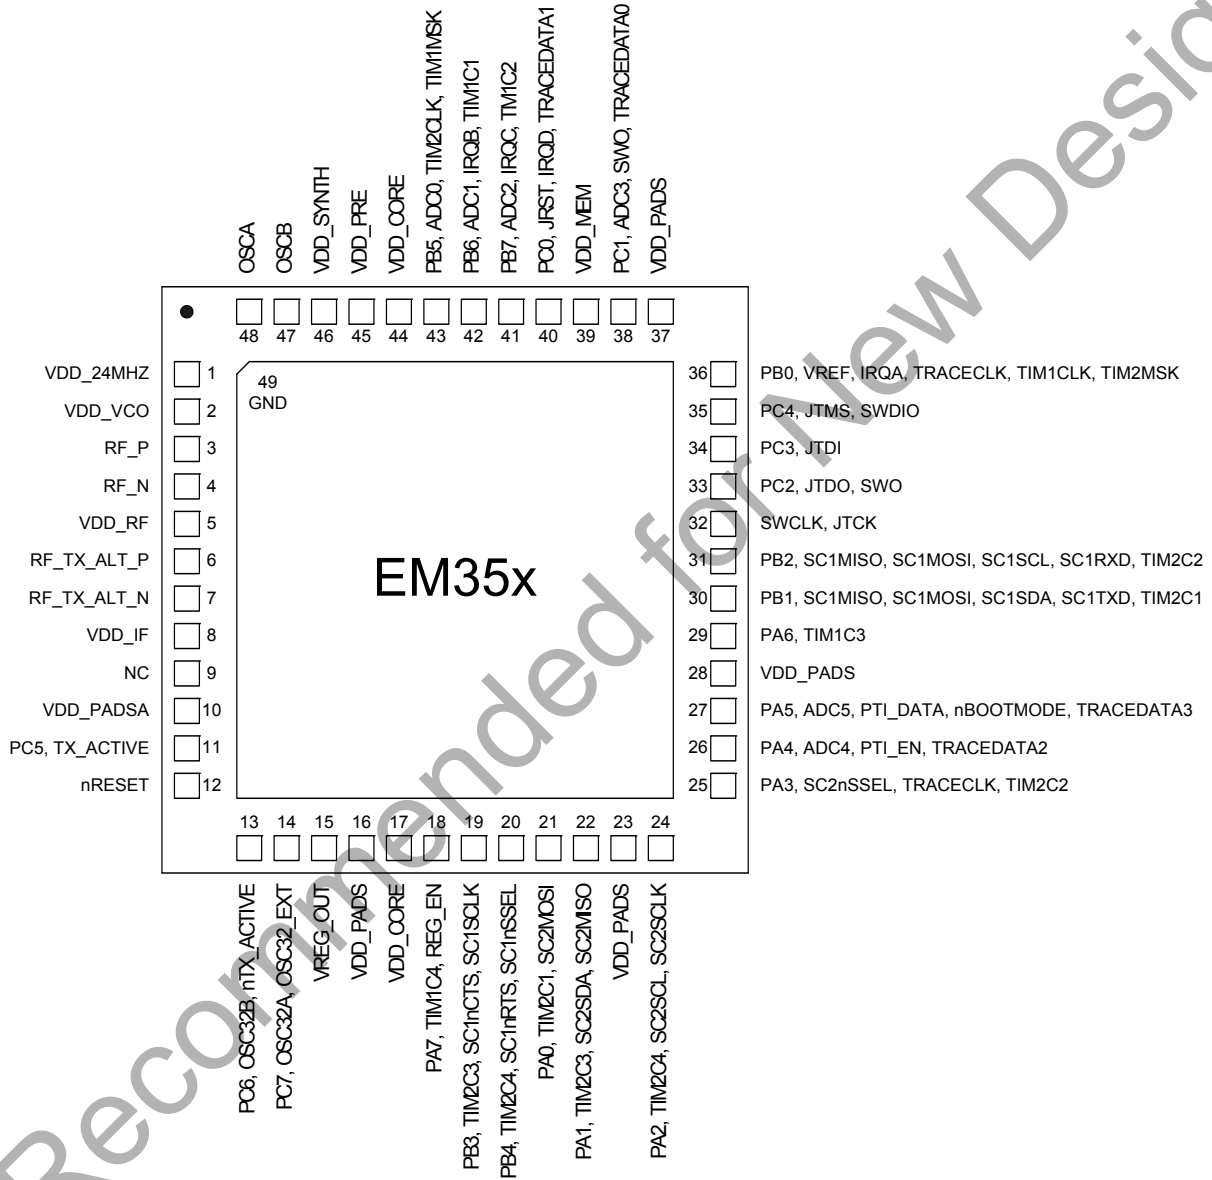 PB5, ADC0, TIM2CLK, TIM1MSK
PB6, ADC1, IRQB, TIM1C1
PB7, ADC2, IRQC, TM1C2
PC0, JRST, IRQD, TRACEDATA1
PC1, ADC3, SWO, TRACEDATA0
OSCA
OSCB
VDD_SYNTH
VDD_PRE
VDD_CORE
VDD_MEM
VDD_PADS
48 47 46 45 44 43 42 41 40 39 38 37
VDD_24MHZ 1
VDD_VCO 2
RF_P 3
RF_N 4
VDD_RF 5
RF_TX_ALT_P 6
RF_TX_ALT_N 7
VDD_IF 8
NC 9
VDD_PADSA 10
PC5, TX_ACTIVE 11
nRESET 12
49
GND
EM35x
36 PB0, VREF, IRQA, TRACECLK, TIM1CLK, TIM2MSK
35 PC4, JTMS, SWDIO
34 PC3, JTDI
33 PC2, JTDO, SWO
32 SWCLK, JTCK
31 PB2, SC1MISO, SC1MOSI, SC1SCL, SC1RXD, TIM2C2
30 PB1, SC1MISO, SC1MOSI, SC1SDA, SC1TXD, TIM2C1
29 PA6, TIM1C3
28 VDD_PADS
27 PA5, ADC5, PTI_DATA, nBOOTMODE, TRACEDATA3
26 PA4, ADC4, PTI_EN, TRACEDATA2
25 PA3, SC2nSSEL, TRACECLK, TIM2C2
13 14 15 16 17 18 19 20 21 22 23 24
PC6, OSC32B, nTX_ACTIVE
PC7, OSC32A, OSC32_EXT
VREG_OUT
VDD_PADS
VDD_CORE
PA7, TIM1C4, REG_EN
PB3, TIM2C3, SC1nCTS, SC1SCLK
PB4, TIM2C4, SC1nRTS, SC1nSSEL
PA0, TIM2C1, SC2MOSI
PA1, TIM2C3, SC2SDA, SC2MISO
VDD_PADS
PA2, TIM2C4, SC2SCL, SC2SCLK
Recommended for New Desig